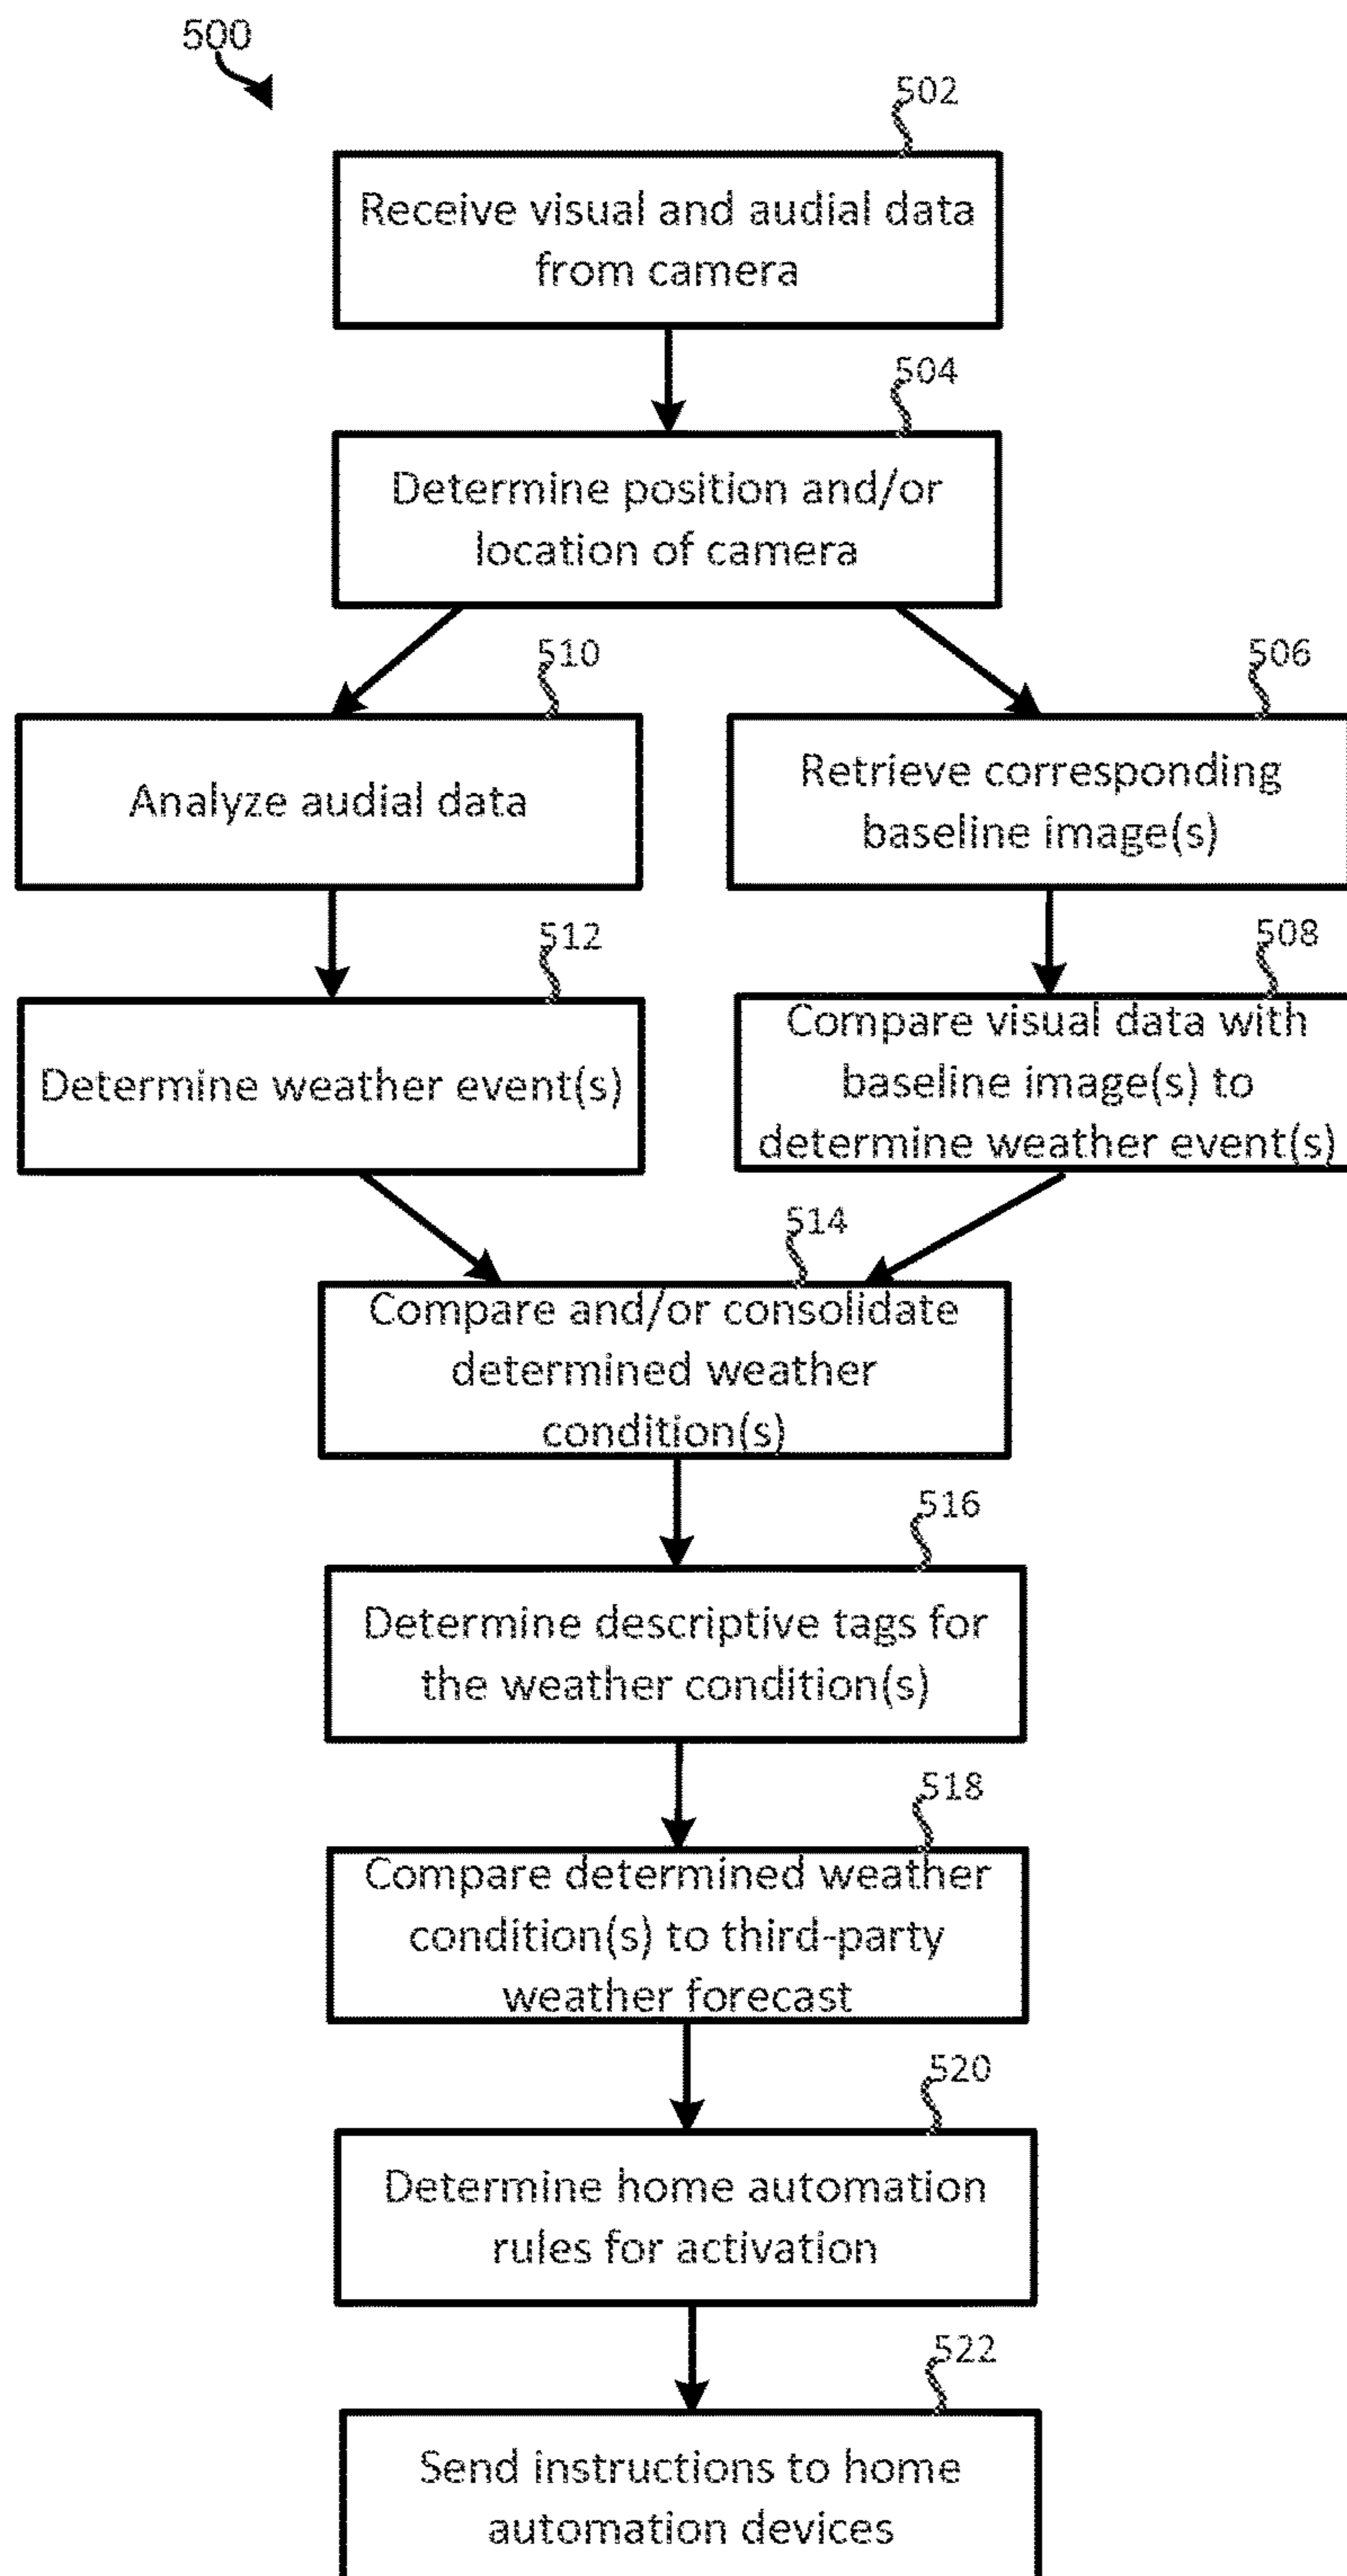 500
502
Receive visual and audial data
from camera
504
Determine position and/or
location of camera
510
Analyze audial data
506
Retrieve corresponding
baseline image(s)
512
Determine weather event(s)
508
Compare visual data with
baseline image(s) to
determine weather event(s)
514
Compare and/or consolidate
determined weather
condition(s)
516
Determine descriptive tags for
the weather condition(s)
518
Compare determined weather
condition(s) to third-party
weather forecast
520
Determine home automation
rules for activation
522
Send instructions to home
automation devices